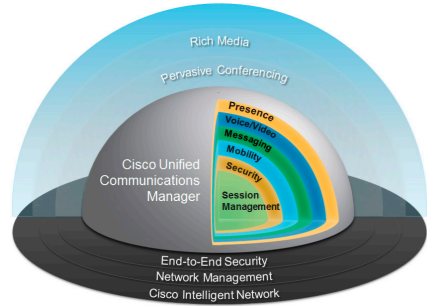 Rich Media
Pervasive Conferencing
Presence
Voice/Video
Messaging
Mobility
Security
Session
Management
Cisco Unified
Communications
Manager
End-to-End Security
Network Management
Cisco Intelligent Network